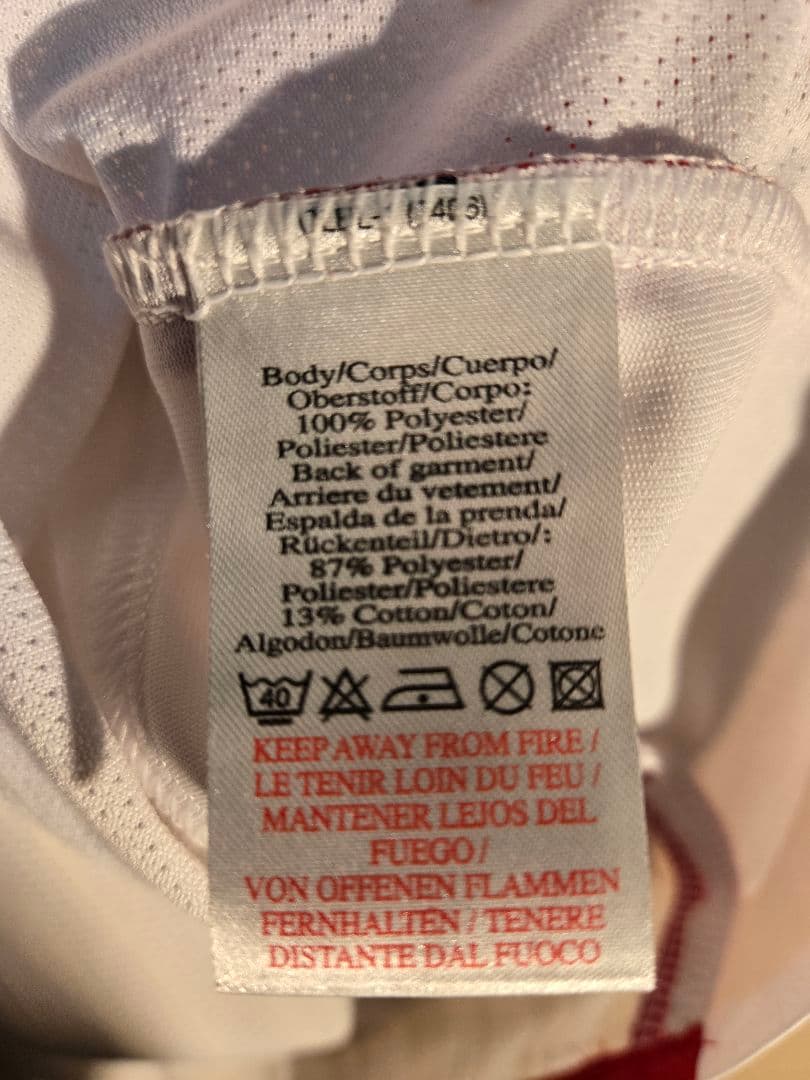 Body/Corps/Cuerpo/
Oberstoff/Corpo:
100% Polyester/
Poliester/Poliestere
Back of garment/
Arriere du vetement/
Espalda de la prenda/
Rückenteil/Dietro/:
87% Polyester/
Poliester/Poliestere
13% Cotton/Coton/
Algodon/Baumwolle/Cotone
40
KEEP AWAY FROM FIRE /
LE TENIR LOIN DU FEU /
MANTENER LEJOS DEL
FUEGO /
VON OFFENEN FLAMMEN
FERNHALTEN / TENERE
DISTANTE DAL FUOCO